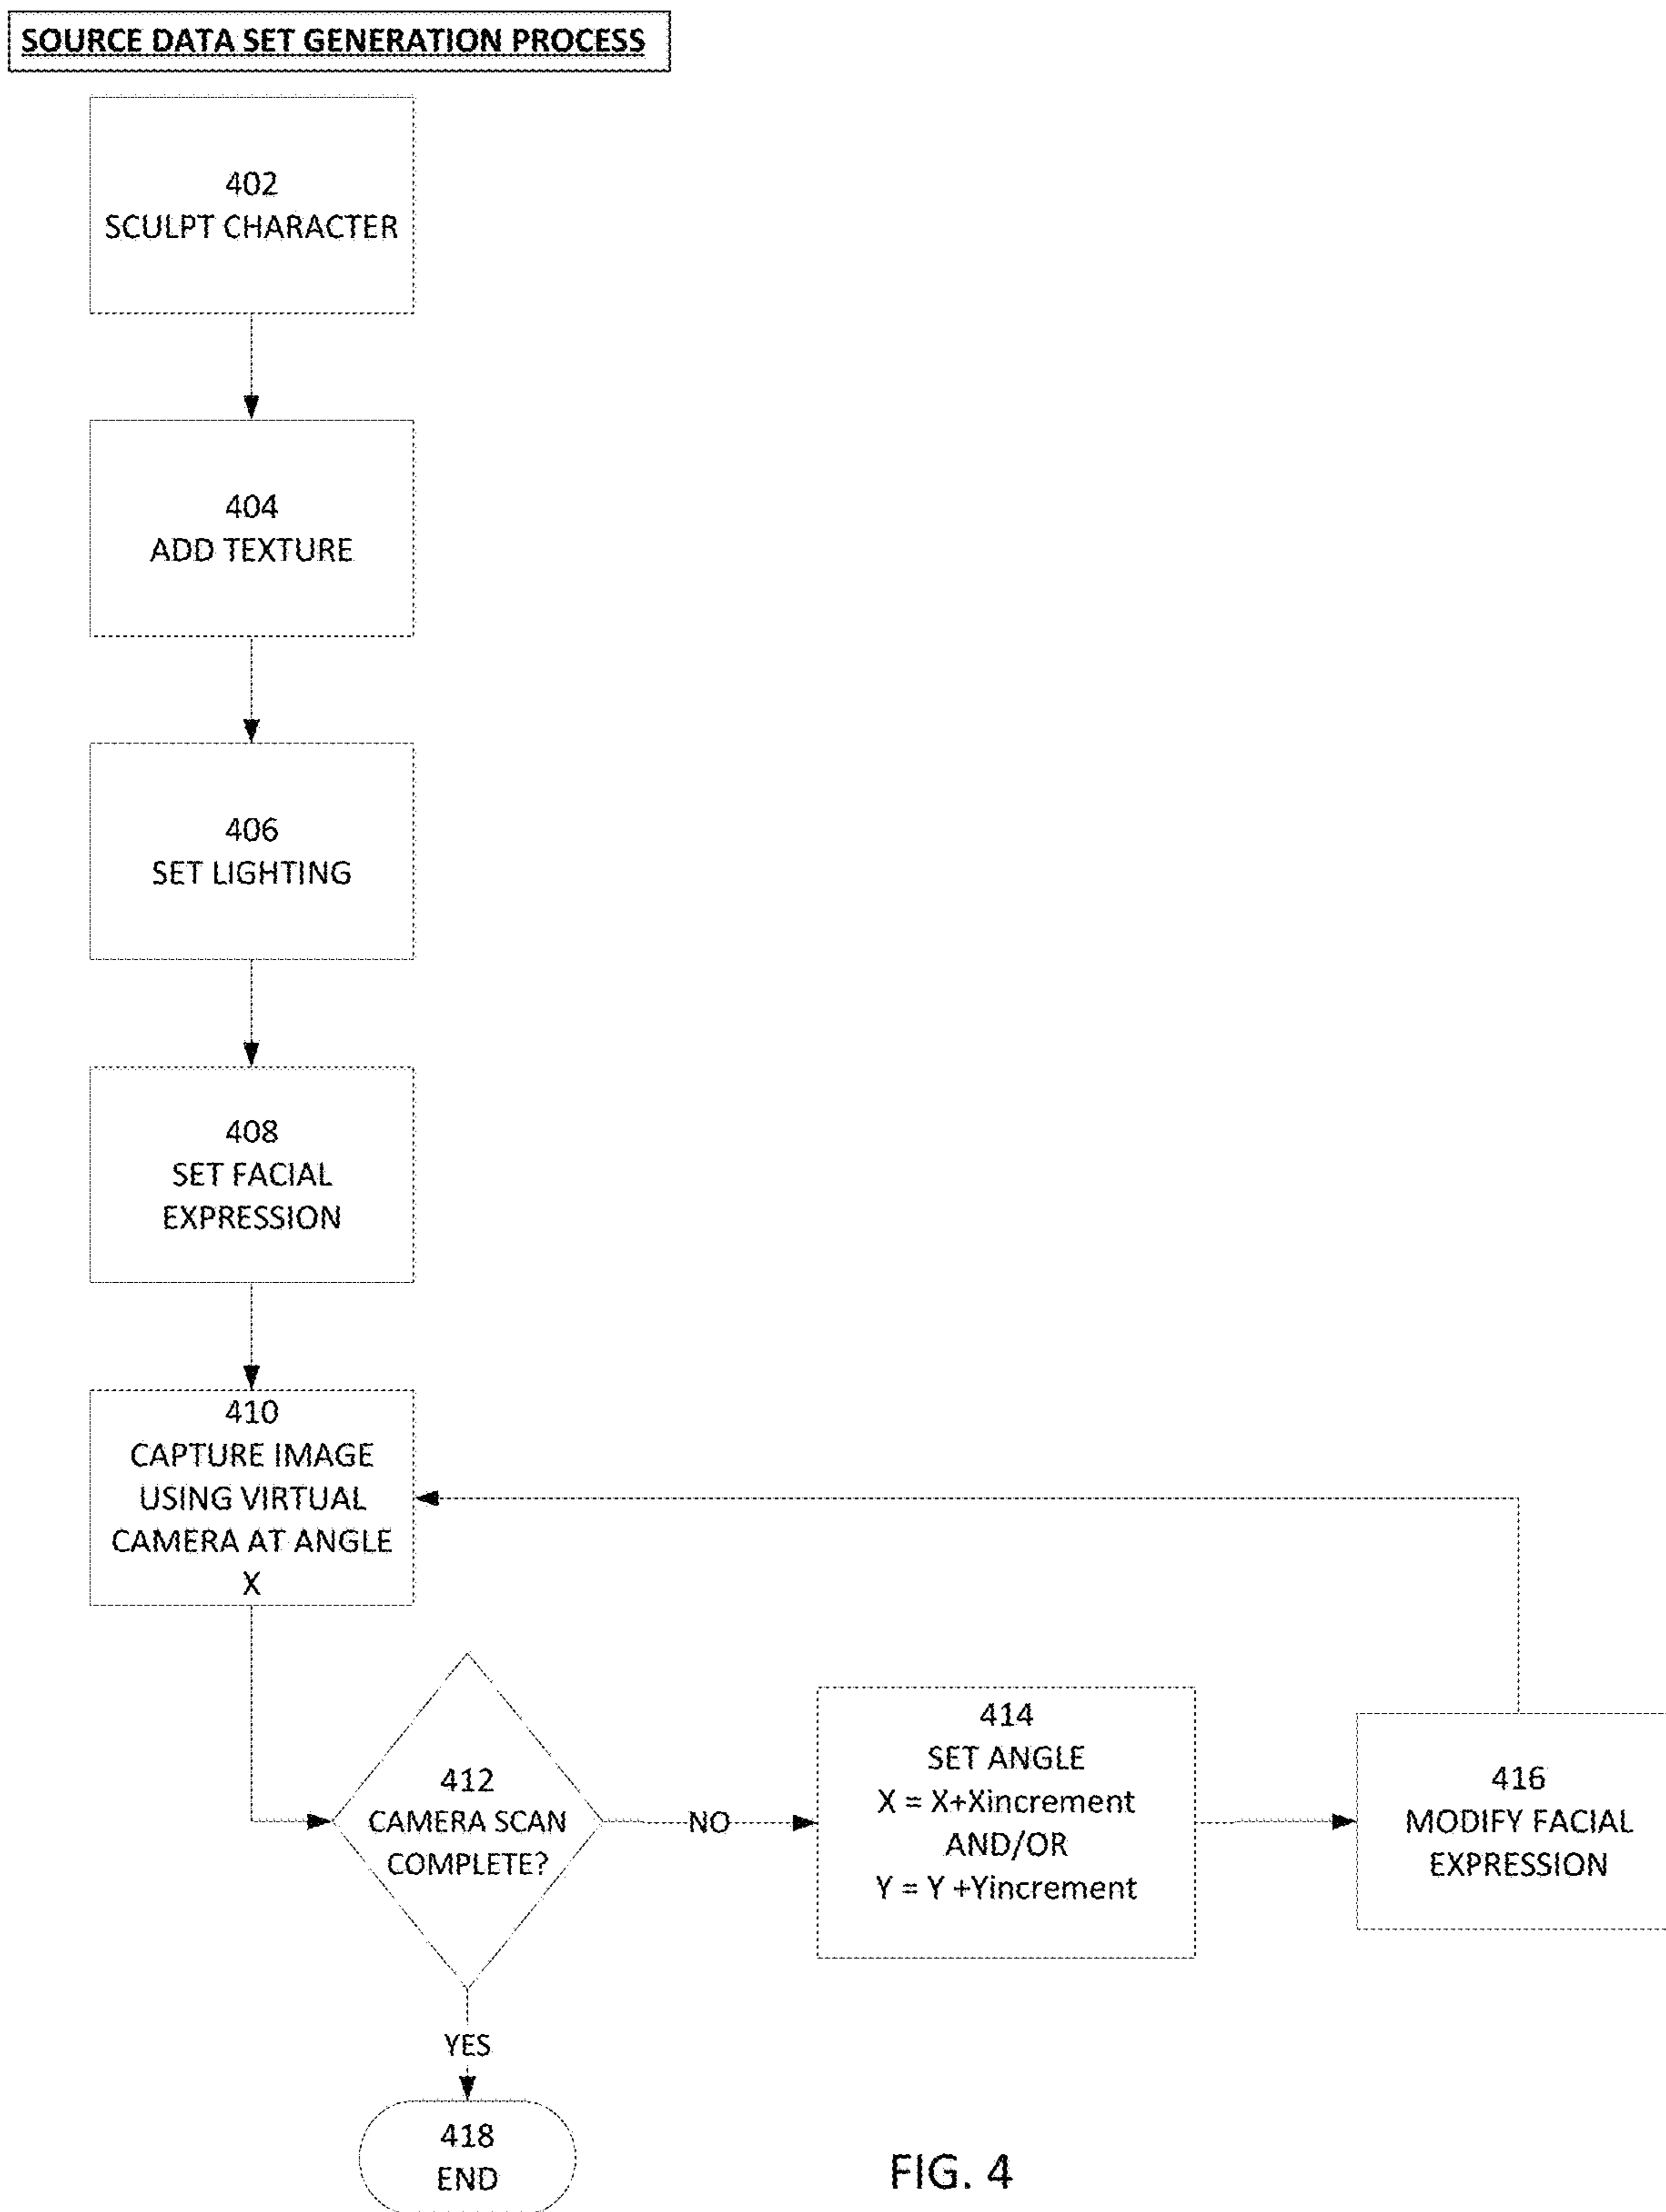 SOURCE DATA SET GENERATION PROCESS
402
SCULPT CHARACTER
404
ADD TEXTURE
406
SET LIGHTING
408
SET FACIAL
EXPRESSION
410
CAPTURE IMAGE
USING VIRTUAL
CAMERA AT ANGLE
X
412
CAMERA SCAN
COMPLETE?
NO
414
SET ANGLE
X = X+Xincrement
AND/OR
Y = Y +Yincrement
416
MODIFY FACIAL
EXPRESSION
YES
418
END
FIG. 4